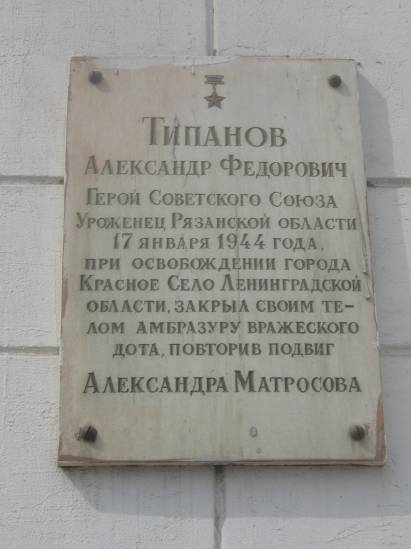 Типанов
Александр Федорович
Герой Советского Союза
Уроженец Рязанской области
17 января 1944 года,
при освобождении города
Красное Село Ленинградской
области, закрыл своим те-
лом амбразуру вражеского
дота, повторив подвиг
Александра Матросова